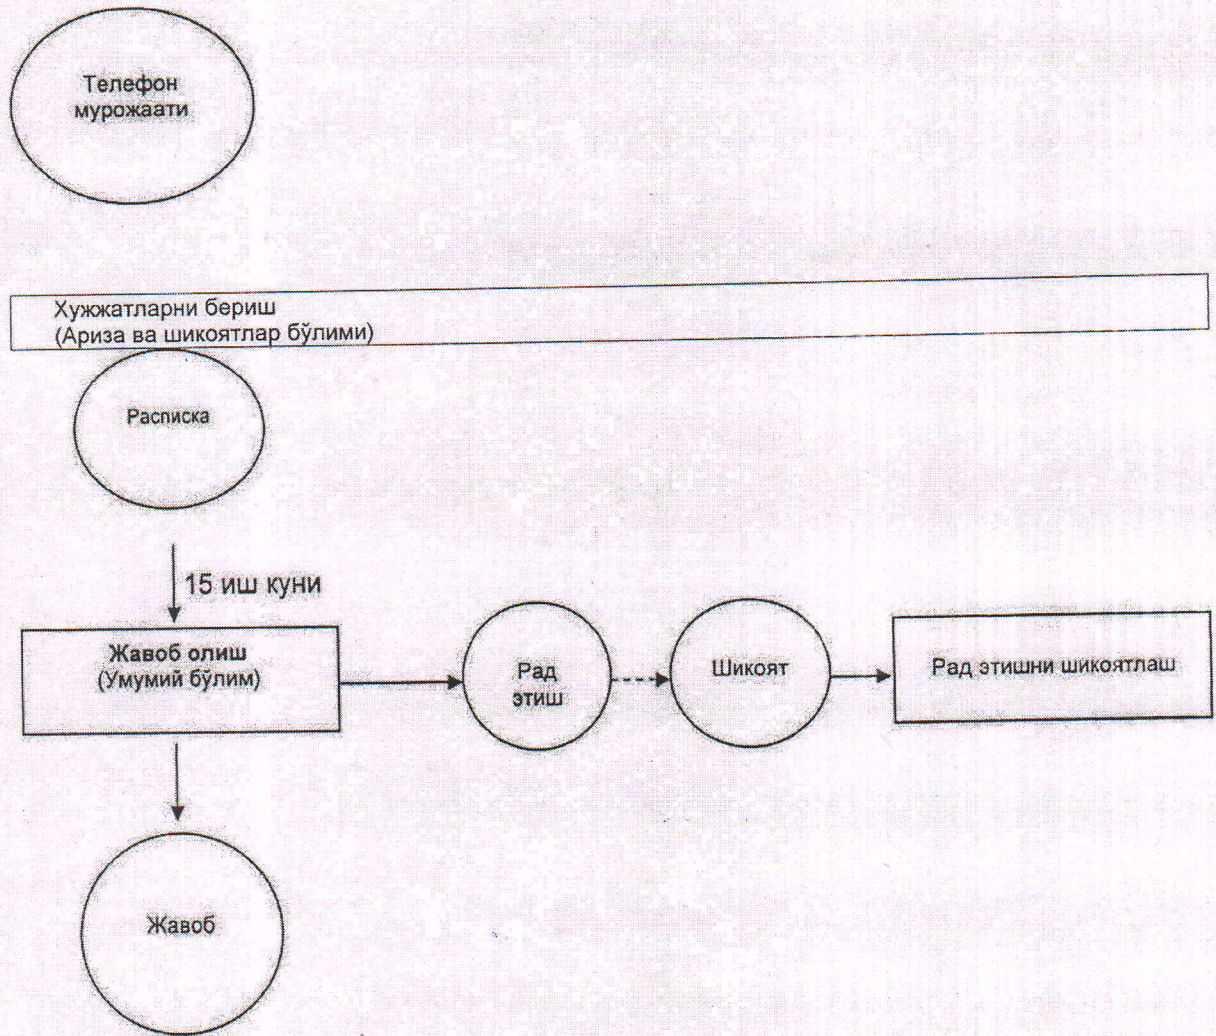 Телефон
мурожаати
Хужжатларни бериш
(Ариза ва шикоятлар бўлими)
Расписка
15 иш куни
Жавоб олиш
(Умумий бўлим)
Рад
этиш
Шикоят
Рад этишни шикоятлаш
Жавоб